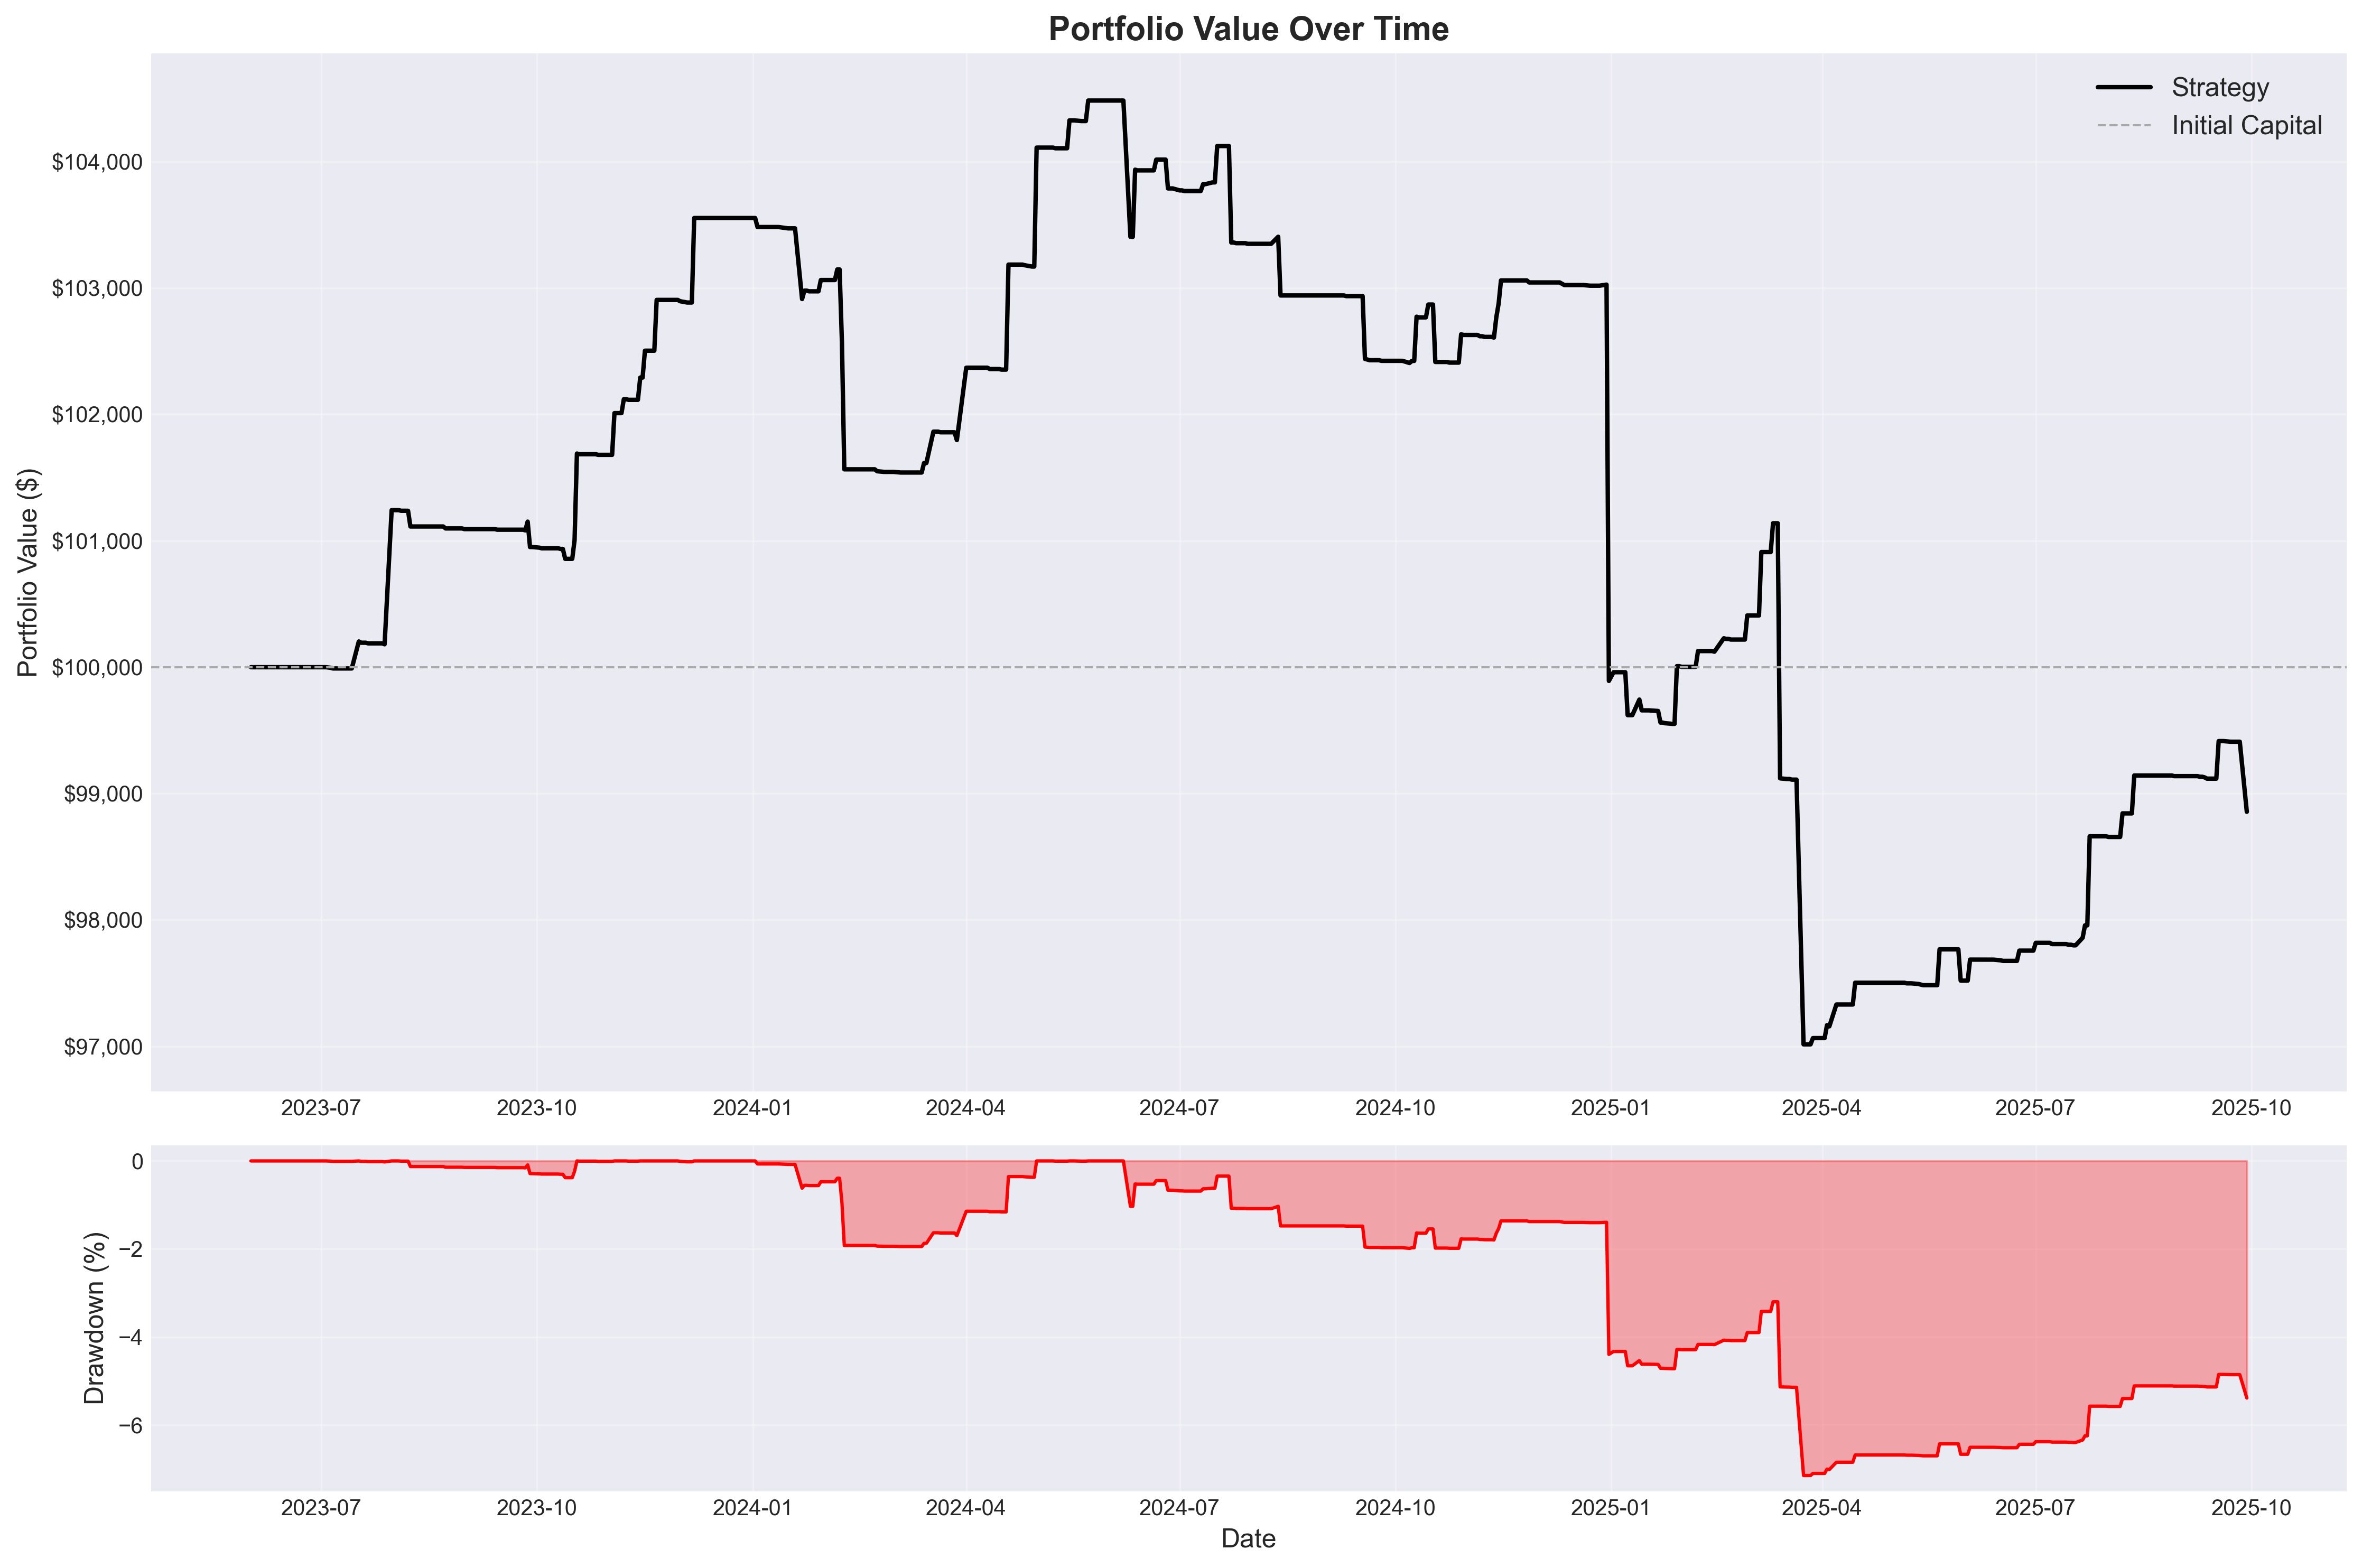 Portfolio Value Over Time
Strategy
Initial Capital
Portfolio Value ($)
$104,000
$103,000
$102,000
$101,000
$100,000
$99,000
$98,000
$97,000
2023-07 2023-10 2024-01 2024-04 2024-07 2024-10 2025-01 2025-04 2025-07 2025-10
Drawdown (%)
0
−2
−4
−6
2023-07 2023-10 2024-01 2024-04 2024-07 2024-10 2025-01 2025-04 2025-07 2025-10
Date